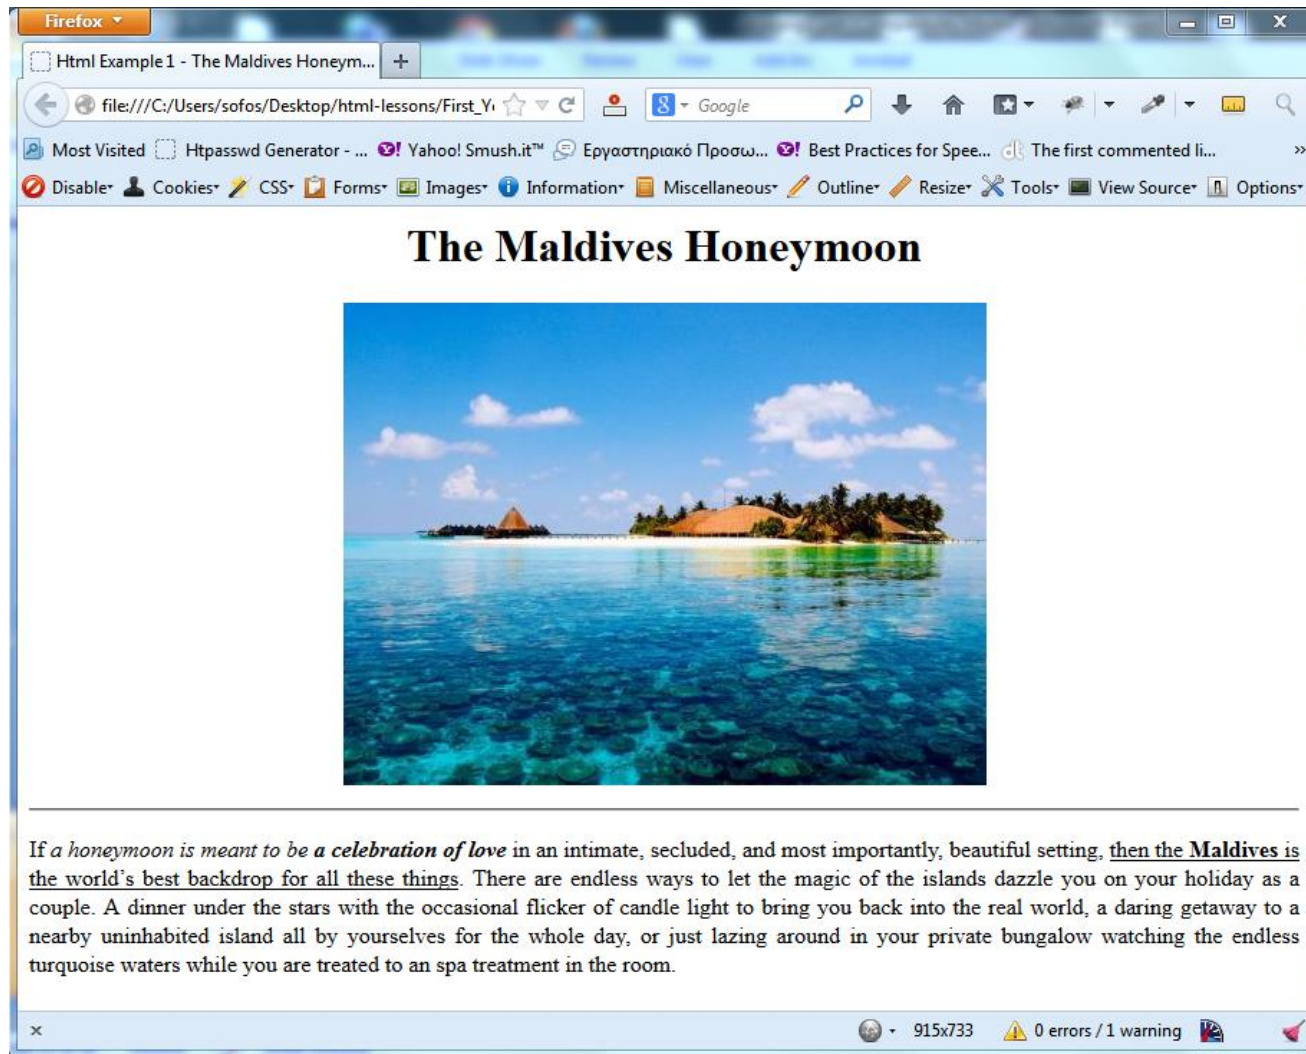 Firefox
Html Example 1 - The Maldives Honeym...
file:///C:/Users/sofos/Desktop/html-lessons/First_Y
Google
Most Visited Htpasswd Generator - ... Yahoo! Smush.it™ Εργαστηριακό Προσω... Best Practices for Spee... The first commented li...
Disable Cookies CSS Forms Images Information Miscellaneous Outline Resize Tools View Source Options
The Maldives Honeymoon
If a honeymoon is meant to be a celebration of love in an intimate, secluded, and most importantly, beautiful setting, then the Maldives is
the world's best backdrop for all these things. There are endless ways to let the magic of the islands dazzle you on your holiday as a
couple. A dinner under the stars with the occasional flicker of candle light to bring you back into the real world, a daring getaway to a
nearby uninhabited island all by yourselves for the whole day, or just lazing around in your private bungalow watching the endless
turquoise waters while you are treated to an spa treatment in the room.
915x733 0 errors / 1 warning